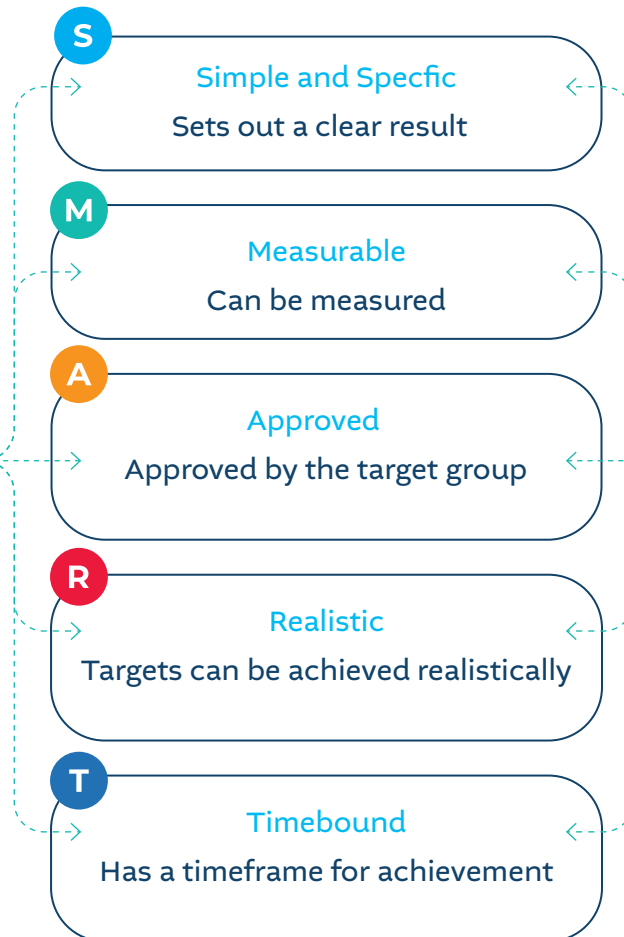 S
Simple and Specfic
Sets out a clear result
M
Measurable
Can be measured
A
Approved
Approved by the target group
R
Realistic
Targets can be achieved realistically
T
Timebound
Has a timeframe for achievement